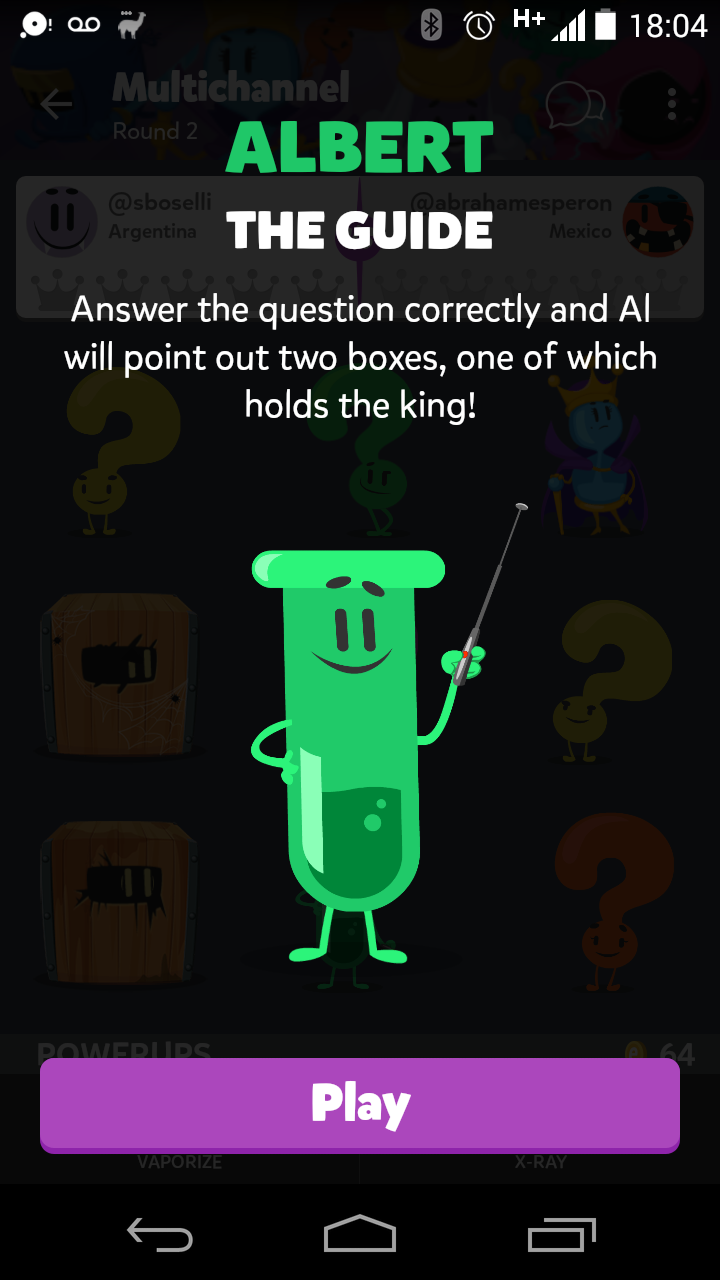 H+ 18:04
Multichannel
Round 2
ALBERT
@sboselli @abrahamesperon
Argentina THE GUIDE Mexico
Answer the question correctly and Al
will point out two boxes, one of which
holds the king!
POWERUPS 64
Play
VAPORIZE X-RAY